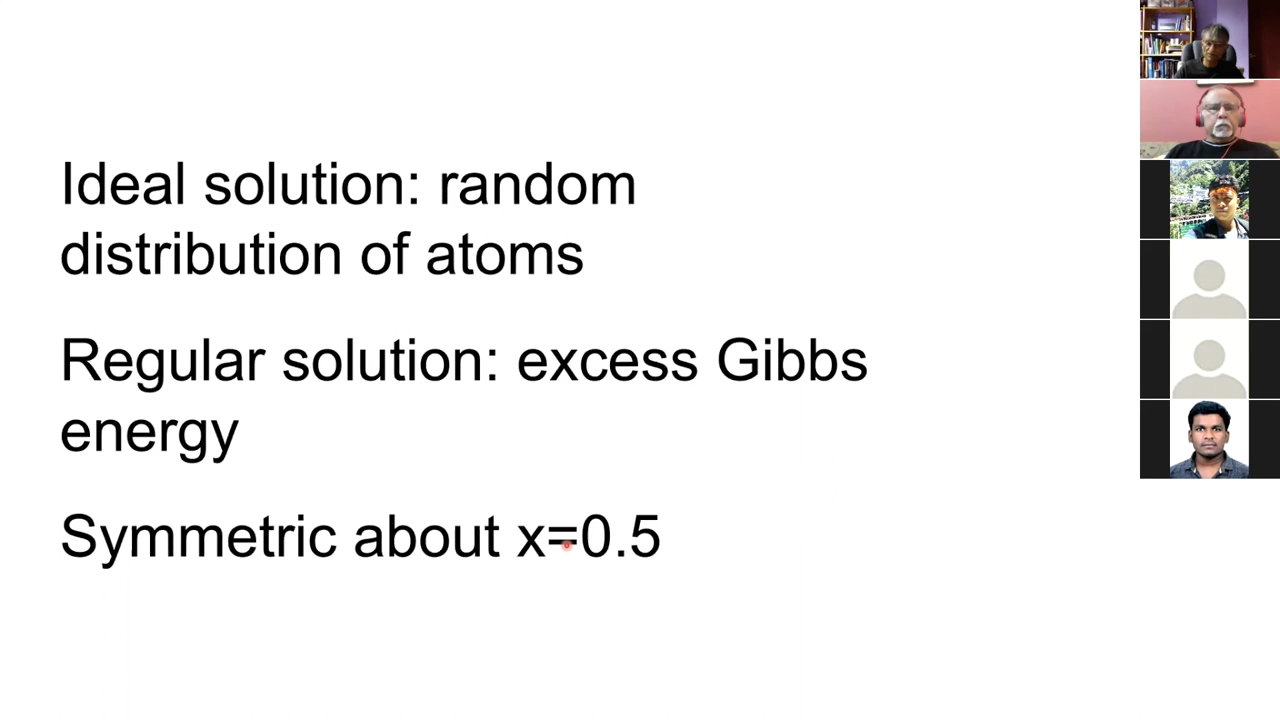 Ideal solution: random
distribution of atoms
Regular solution: excess Gibbs
energy
Symmetric about x=0.5